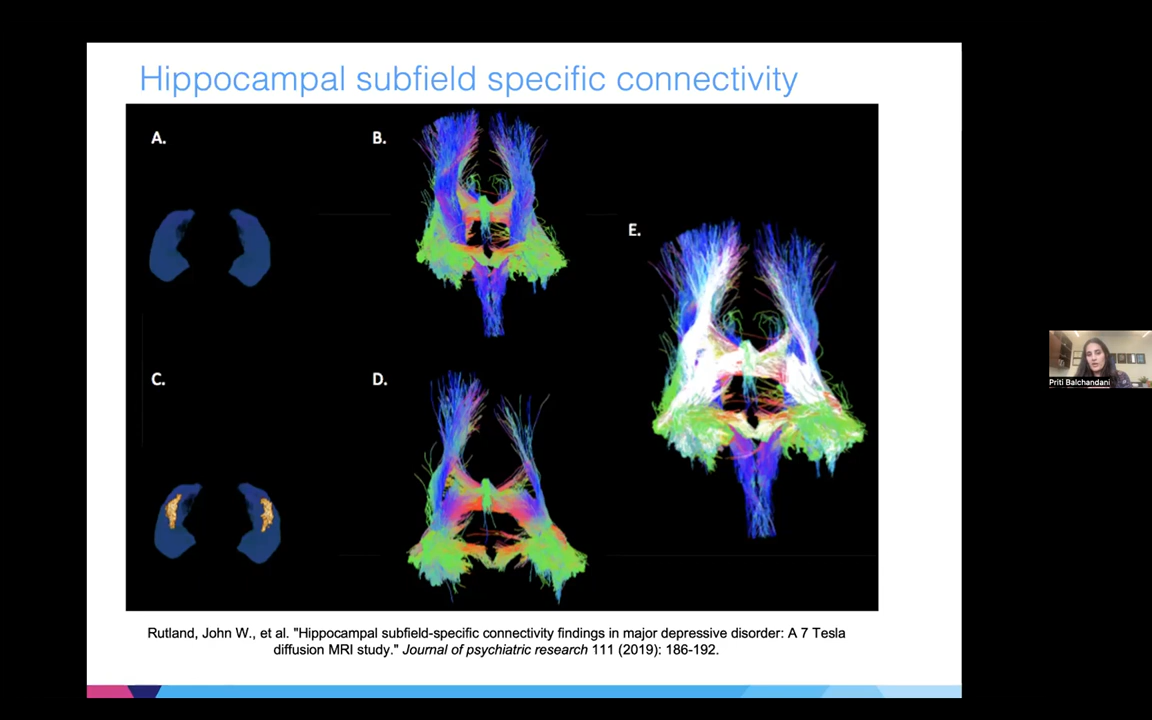 Hippocampal subfield specific connectivity
A.
B.
E.
C.
D.
Rutland, John W., et al. "Hippocampal subfield-specific connectivity findings in major depressive disorder: A 7 Tesla
diffusion MRI study." Journal of psychiatric research 111 (2019): 186-192.
Priti Balchandani